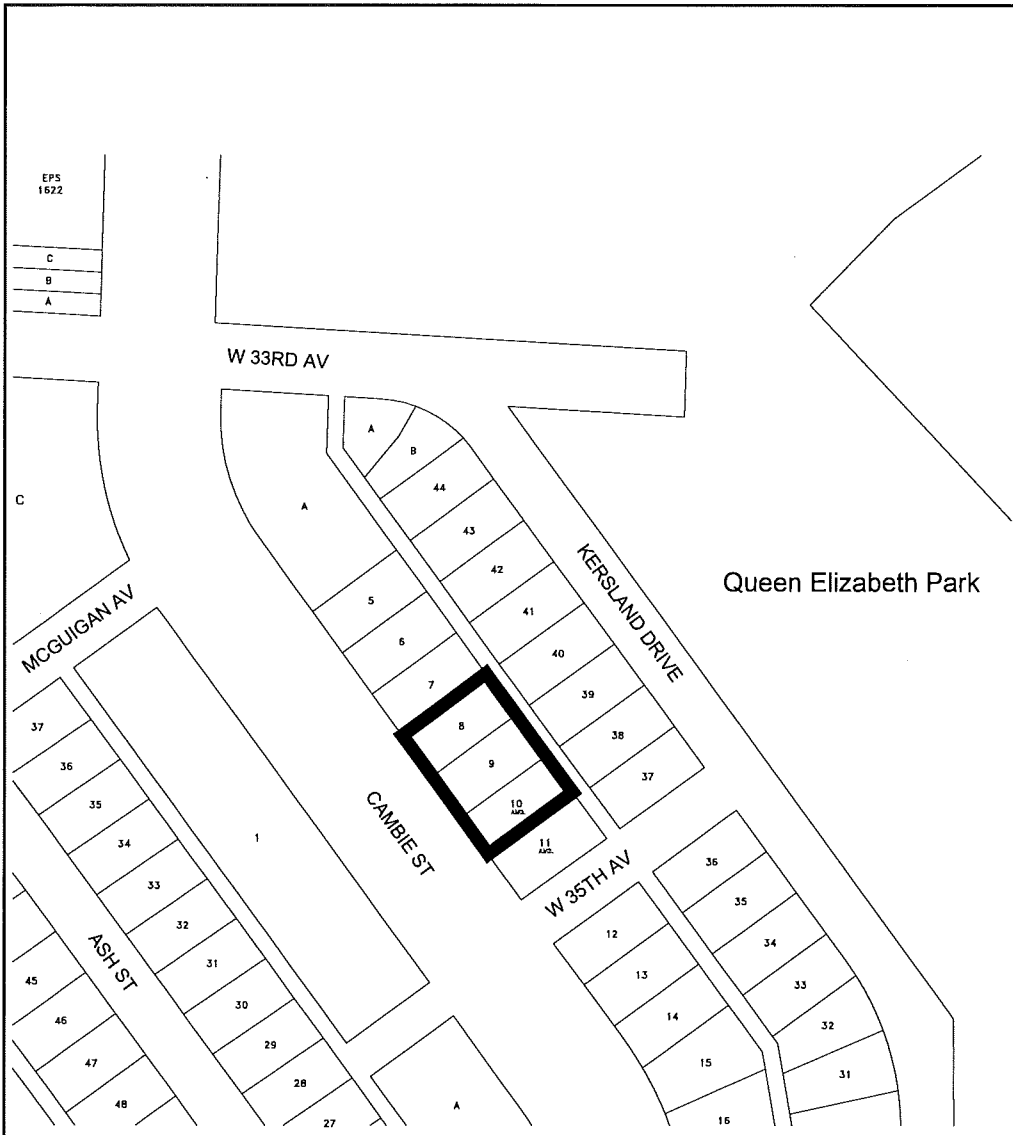 EPS
1622
C
B
A
W 33RD AV
A
B
C
44
A
43
42
KERSLAND DRIVE
Queen Elizabeth Park
5
41
MCGUIGAN AV
6
40
7
39
37
8
38
36
9
37
35
10
AMD.
CAMBIE ST
34
1
11
AMD.
36
33
W 35TH AV
35
32
12
34
ASH ST
31
13
33
45
30
14
32
46
29
15
31
47
28
48
A
27
16